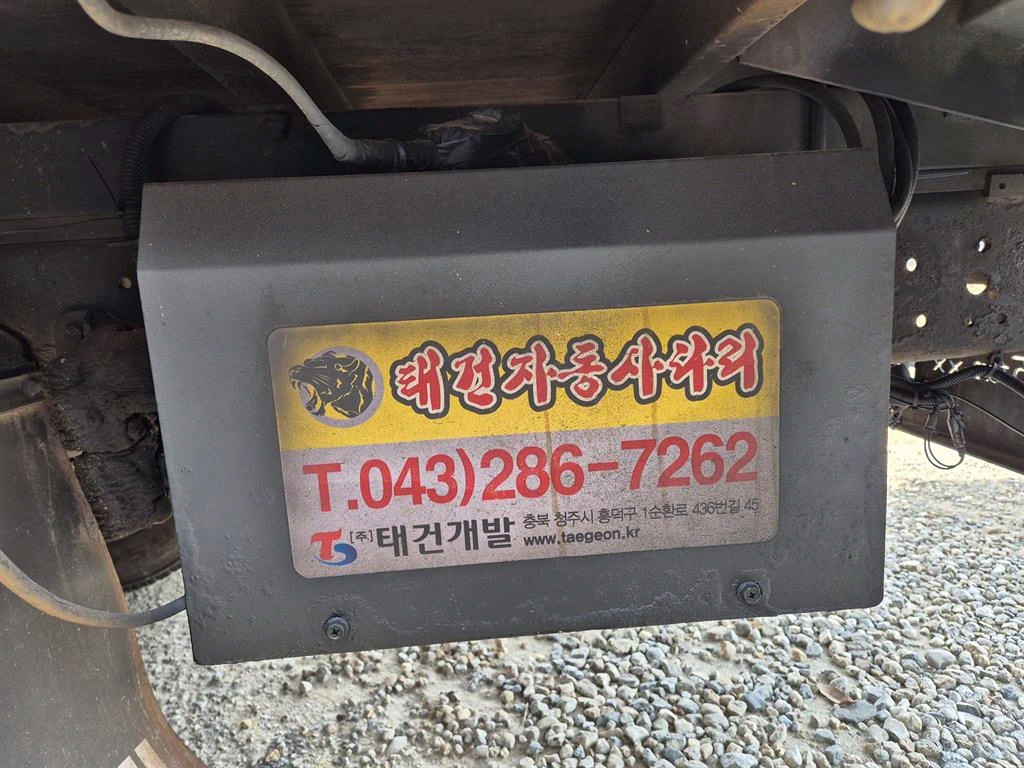 태건자동사다리
T.043)286-7262
[주]태건개발
충북 청주시 흥덕구 1순환로 436번길 45
www.taegeon.kr